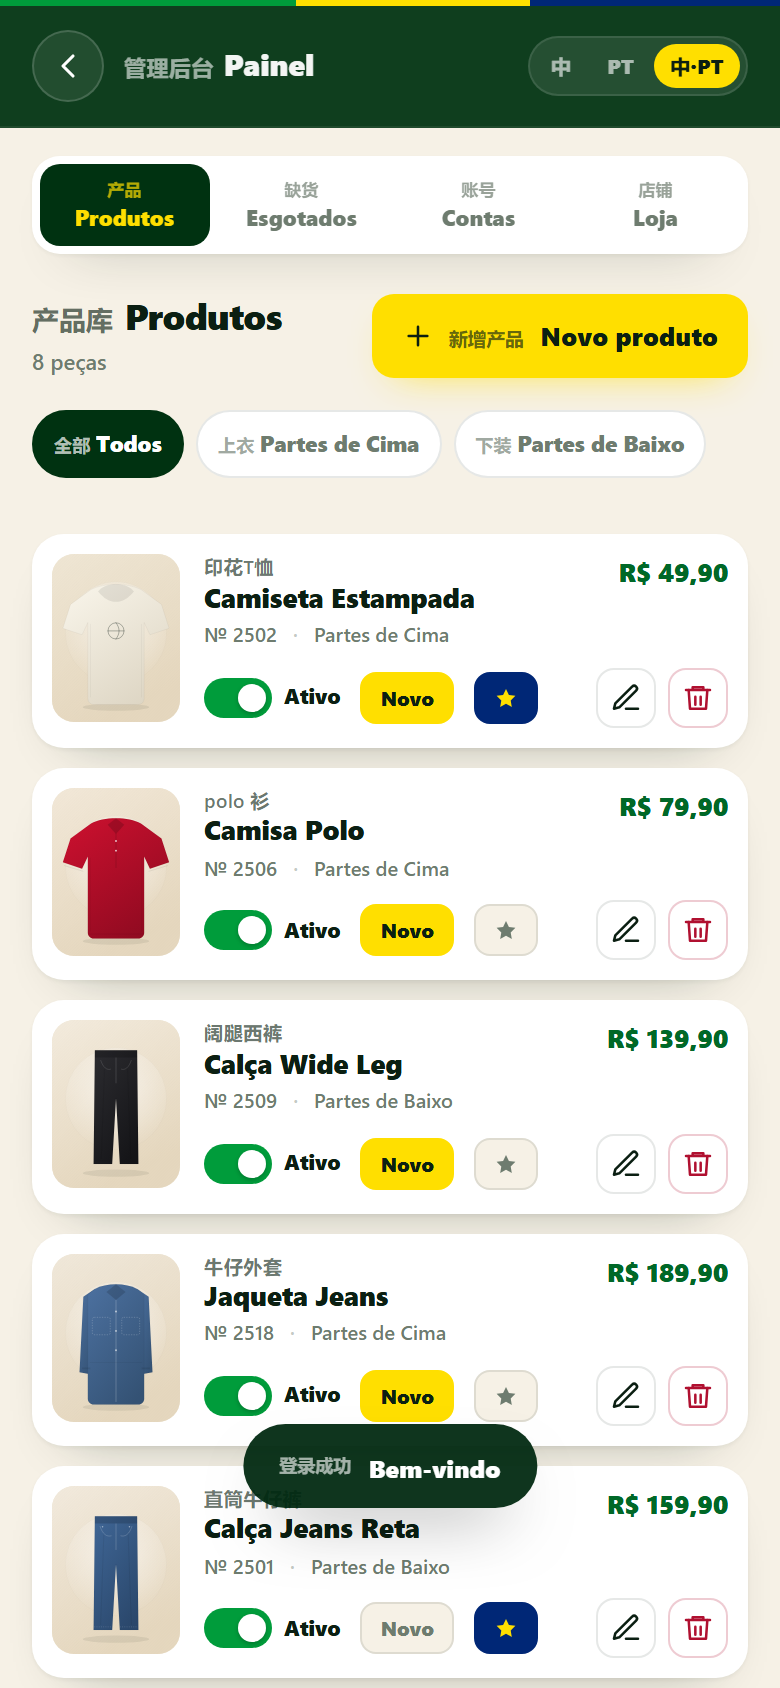 管理后台 Painel
中 PT 中·PT
产品 Produtos
缺货 Esgotados
账号 Contas
店铺 Loja
产品库 Produtos
8 peças
新增产品 Novo produto
全部 Todos
上衣 Partes de Cima
下装 Partes de Baixo
印花T恤
Camiseta Estampada
R$ 49,90
Nº 2502 · Partes de Cima
Ativo Novo
polo 衫
Camisa Polo
R$ 79,90
Nº 2506 · Partes de Cima
Ativo Novo
阔腿西裤
Calça Wide Leg
R$ 139,90
Nº 2509 · Partes de Baixo
Ativo Novo
牛仔外套
Jaqueta Jeans
R$ 189,90
Nº 2518 · Partes de Cima
Ativo Novo
登录成功 Bem-vindo
直筒牛仔裤
Calça Jeans Reta
R$ 159,90
Nº 2501 · Partes de Baixo
Ativo Novo